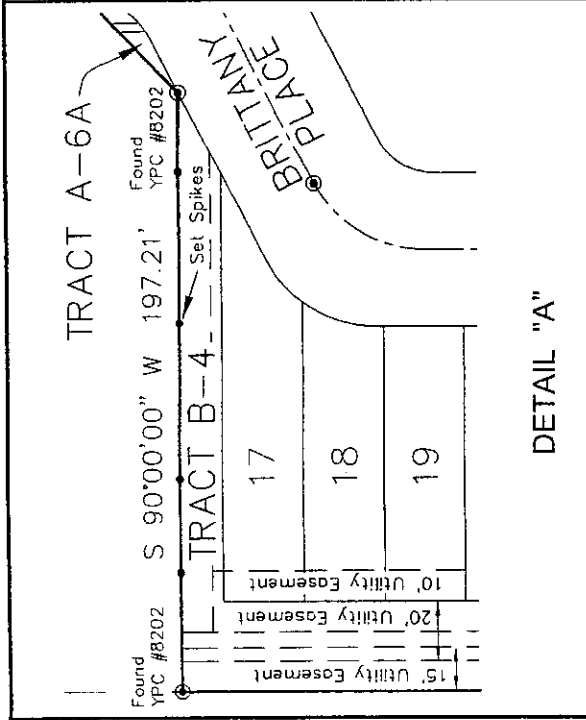 TRACT A-6A
Found
YPC #8202
S 90°00'00" W 197.21'
Set Spikes
Found
YPC #8202
TRACT B-4
BRITTANY
PLACE
17
18
19
10' Utility Easement
20' Utility Easement
15' Utility Easement
DETAIL "A"